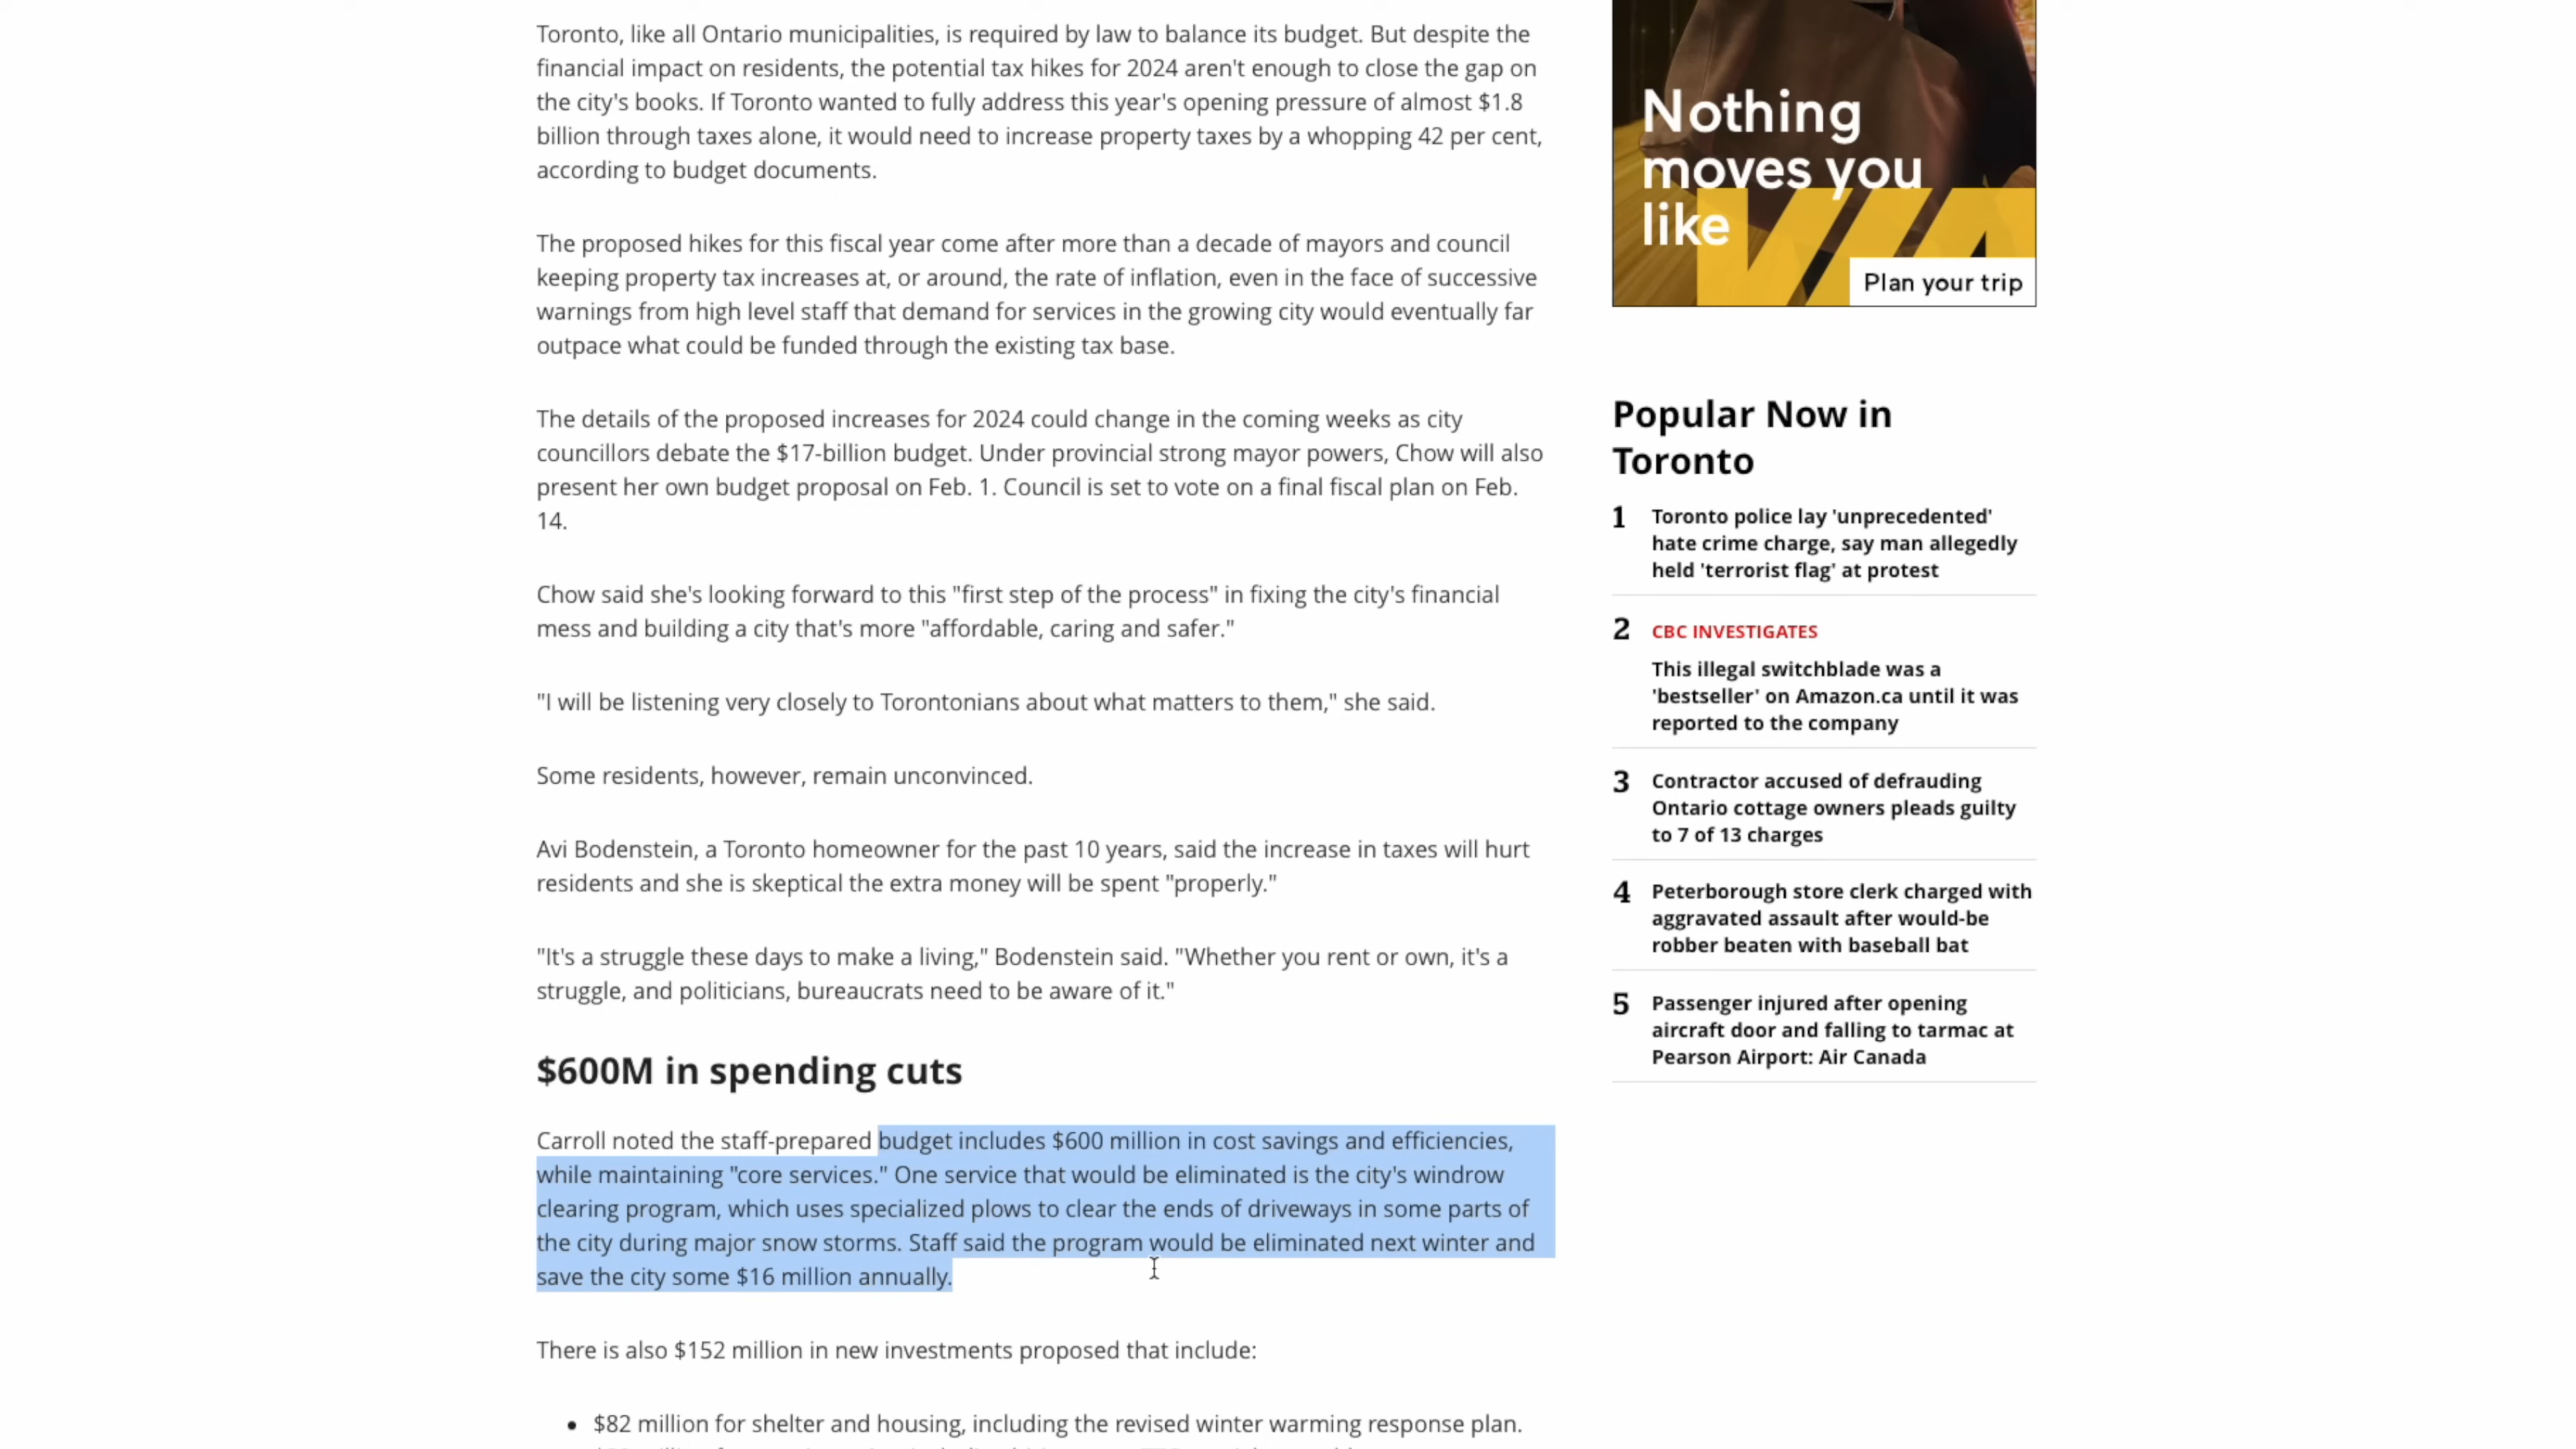 Toronto, like all Ontario municipalities, is required by law to balance its budget. But despite the
financial impact on residents, the potential tax hikes for 2024 aren't enough to close the gap on
the city's books. If Toronto wanted to fully address this year's opening pressure of almost $1.8
billion through taxes alone, it would need to increase property taxes by a whopping 42 per cent,
according to budget documents.
The proposed hikes for this fiscal year come after more than a decade of mayors and council
keeping property tax increases at, or around, the rate of inflation, even in the face of successive
warnings from high level staff that demand for services in the growing city would eventually far
outpace what could be funded through the existing tax base.
The details of the proposed increases for 2024 could change in the coming weeks as city
councillors debate the $17-billion budget. Under provincial strong mayor powers, Chow will also
present her own budget proposal on Feb. 1. Council is set to vote on a final fiscal plan on Feb.
14.
Chow said she's looking forward to this "first step of the process" in fixing the city's financial
mess and building a city that's more "affordable, caring and safer."
"I will be listening very closely to Torontonians about what matters to them," she said.
Some residents, however, remain unconvinced.
Avi Bodenstein, a Toronto homeowner for the past 10 years, said the increase in taxes will hurt
residents and she is skeptical the extra money will be spent "properly."
"It's a struggle these days to make a living," Bodenstein said. "Whether you rent or own, it's a
struggle, and politicians, bureaucrats need to be aware of it."
$600M in spending cuts
Carroll noted the staff-prepared budget includes $600 million in cost savings and efficiencies,
while maintaining "core services." One service that would be eliminated is the city's windrow
clearing program, which uses specialized plows to clear the ends of driveways in some parts of
the city during major snow storms. Staff said the program would be eliminated next winter and
save the city some $16 million annually.
There is also $152 million in new investments proposed that include:
• $82 million for shelter and housing, including the revised winter warming response plan.
Nothing
moves you
like
VIA
Plan your trip
Popular Now in
Toronto
1 Toronto police lay 'unprecedented'
hate crime charge, say man allegedly
held 'terrorist flag' at protest
2 CBC INVESTIGATES
This illegal switchblade was a
'bestseller' on Amazon.ca until it was
reported to the company
3 Contractor accused of defrauding
Ontario cottage owners pleads guilty
to 7 of 13 charges
4 Peterborough store clerk charged with
aggravated assault after would-be
robber beaten with baseball bat
5 Passenger injured after opening
aircraft door and falling to tarmac at
Pearson Airport: Air Canada